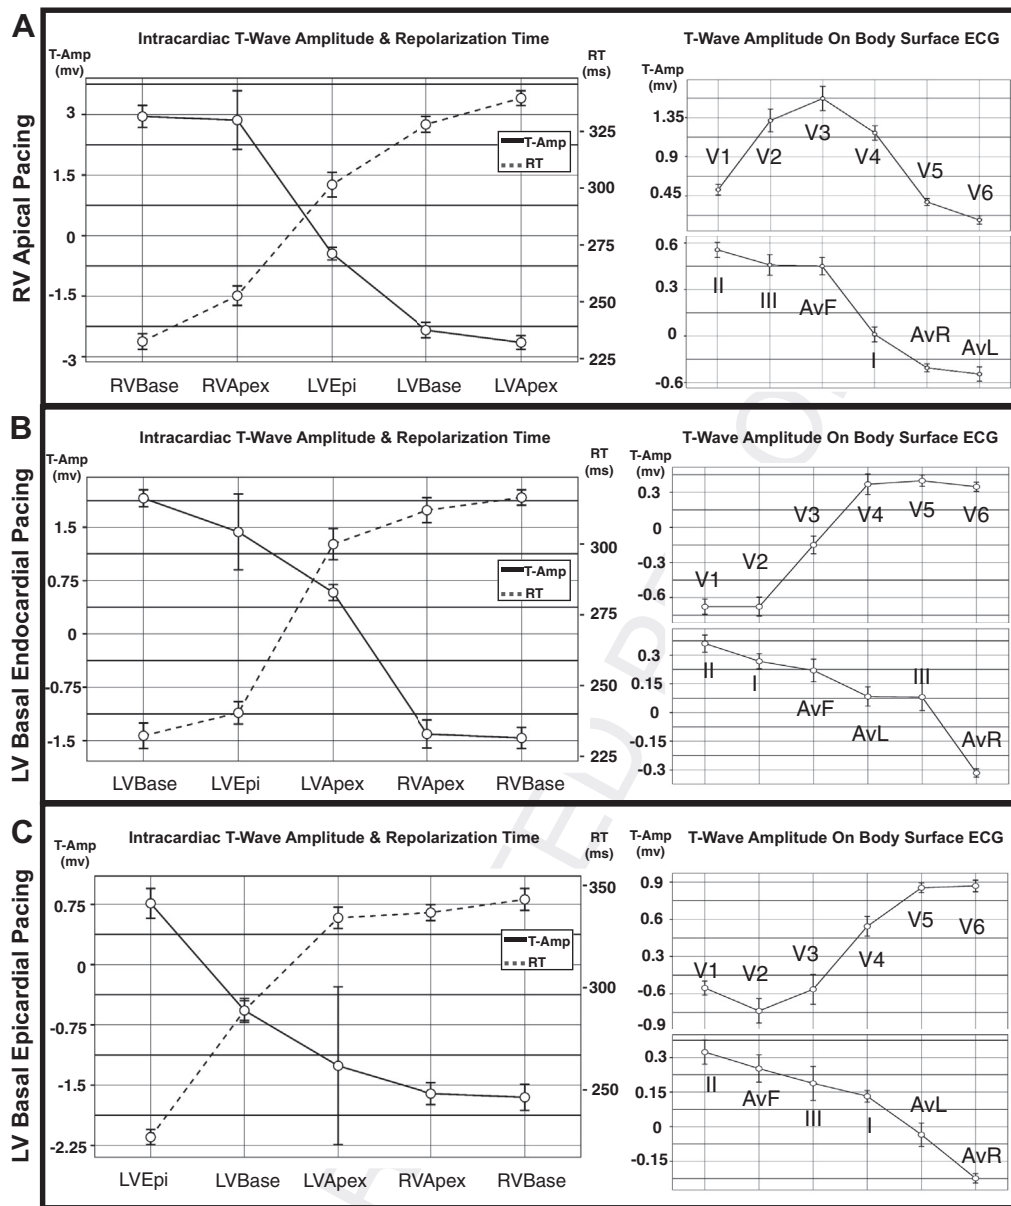 A
RV Apical Pacing
Intracardiac T-Wave Amplitude & Repolarization Time
T-Amp
(mv)
RT
(ms)
3
1.5
0
-1.5
-3
325
300
275
250
225
T-Amp
RT
RVBase RVApex LVEpi LVBase LVApex
T-Wave Amplitude On Body Surface ECG
T-Amp
(mv)
1.35
0.9
0.45
V1 V2 V3 V4 V5 V6
0.6
0.3
0
-0.6
II III AvF I AvR AvL
B
LV Basal Endocardial Pacing
Intracardiac T-Wave Amplitude & Repolarization Time
T-Amp
(mv)
RT
(ms)
1.5
0.75
0
-0.75
-1.5
300
275
250
225
T-Amp
RT
LVBase LVEpi LVApex RVApex RVBase
T-Wave Amplitude On Body Surface ECG
T-Amp
(mv)
0.3
0
-0.3
-0.6
V1 V2 V3 V4 V5 V6
0.3
0.15
0
-0.15
-0.3
II I AvF AvL III AvR
C
LV Basal Epicardial Pacing
Intracardiac T-Wave Amplitude & Repolarization Time
T-Amp
(mv)
RT
(ms)
0.75
0
-0.75
-1.5
-2.25
350
300
250
T-Amp
RT
LVEpi LVBase LVApex RVApex RVBase
T-Wave Amplitude On Body Surface ECG
T-Amp
(mv)
0.9
0.6
0.3
-0.6
-0.9
V1 V2 V3 V4 V5 V6
0.3
0.15
0
-0.15
II AvF III I AvL AvR